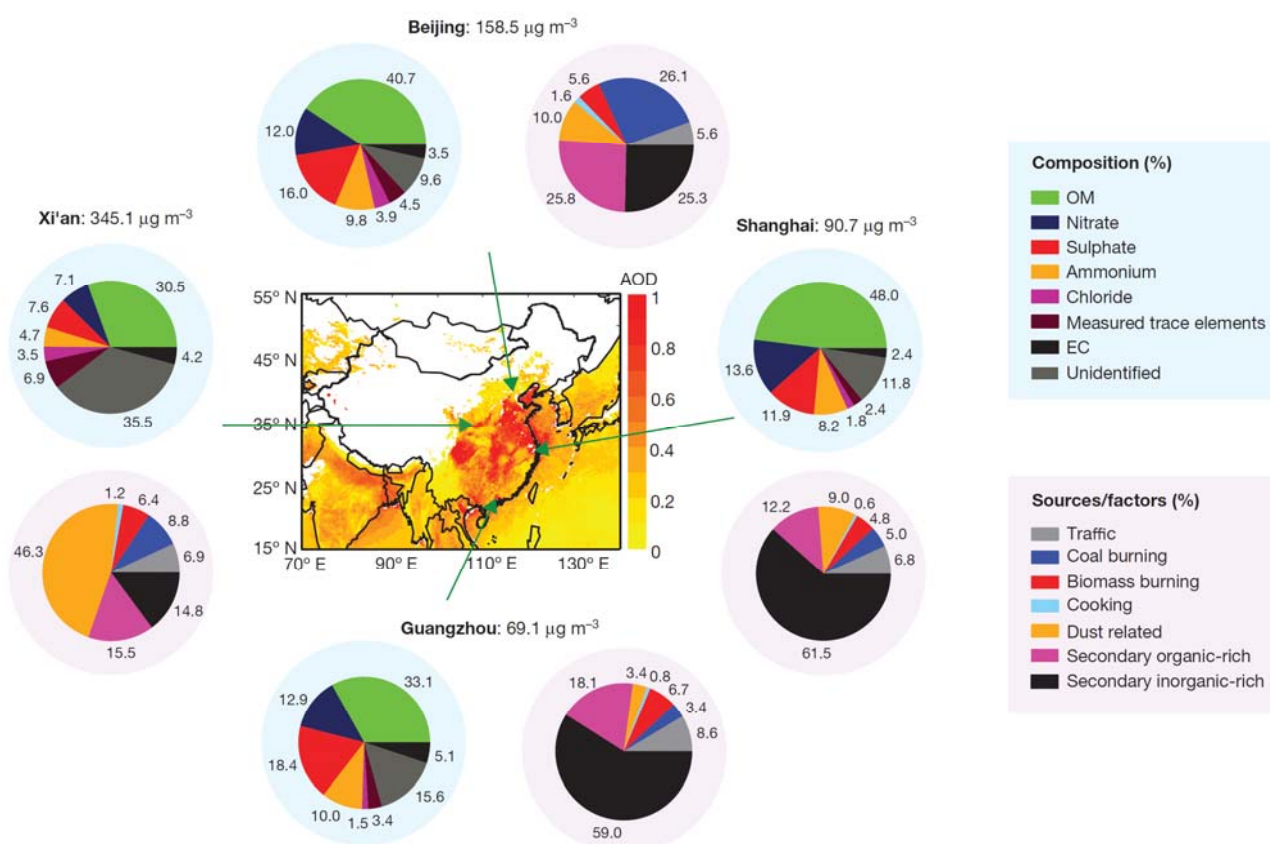 Beijing: 158.5 µg m–3
40.7
12.0
16.0
9.8
3.9
4.5
9.6
3.5
5.6
1.6
10.0
25.8
26.1
5.6
25.3
Xi'an: 345.1 µg m–3
7.1
7.6
4.7
3.5
6.9
35.5
30.5
4.2
1.2
6.4
8.8
6.9
46.3
14.8
15.5
AOD
1
0.8
0.6
0.4
0.2
0
55º N
45º N
35º N
25º N
15º N
70º E
90º E
110º E
130º E
Shanghai: 90.7 µg m–3
48.0
13.6
11.9
8.2
1.8
2.4
11.8
2.4
12.2
9.0
0.6
4.8
5.0
6.8
61.5
Guangzhou: 69.1 µg m–3
33.1
12.9
18.4
10.0
1.5
3.4
15.6
5.1
18.1
3.4
0.8
6.7
3.4
8.6
59.0
Composition (%)
OM
Nitrate
Sulphate
Ammonium
Chloride
Measured trace elements
EC
Unidentified
Sources/factors (%)
Traffic
Coal burning
Biomass burning
Cooking
Dust related
Secondary organic-rich
Secondary inorganic-rich